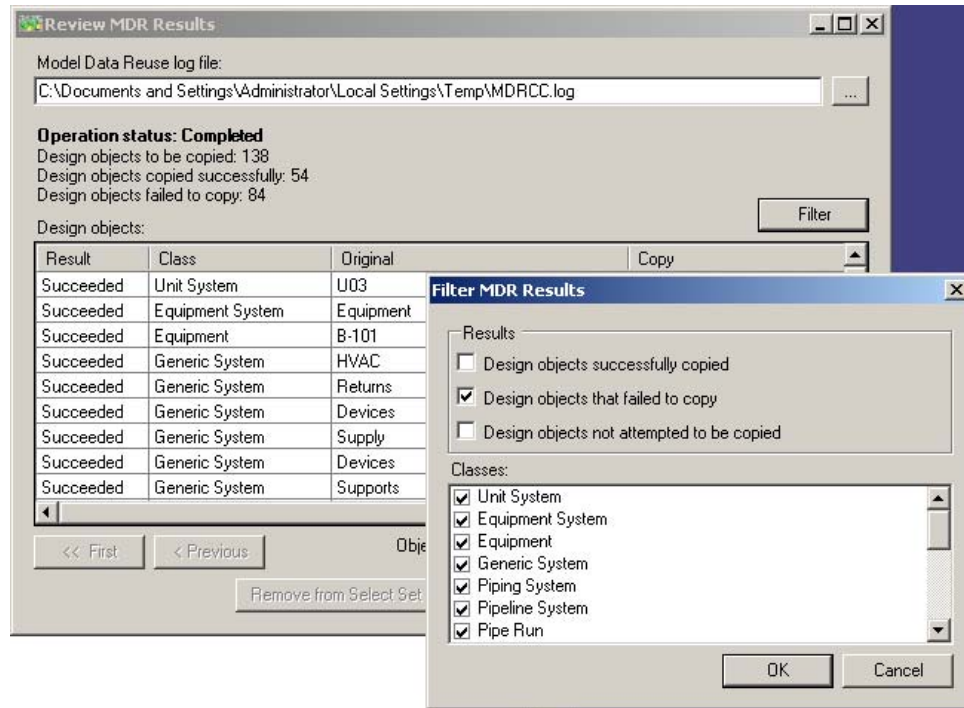 Review MDR Results
Model Data Reuse log file:
C:\Documents and Settings\Administrator\Local Settings\Temp\MDRCC.log
...
Operation status: Completed
Design objects to be copied: 138
Design objects copied successfully: 54
Design objects failed to copy: 84
Filter
Design objects:
Result Class Original Copy
Succeeded Unit System U03
Succeeded Equipment System Equipment
Succeeded Equipment B-101
Succeeded Generic System HVAC
Succeeded Generic System Returns
Succeeded Generic System Devices
Succeeded Generic System Supply
Succeeded Generic System Devices
Succeeded Generic System Supports
<< First < Previous Obje
Remove from Select Set
Filter MDR Results
Results
Design objects successfully copied
Design objects that failed to copy
Design objects not attempted to be copied
Classes:
Unit System
Equipment System
Equipment
Generic System
Piping System
Pipeline System
Pipe Run
OK Cancel